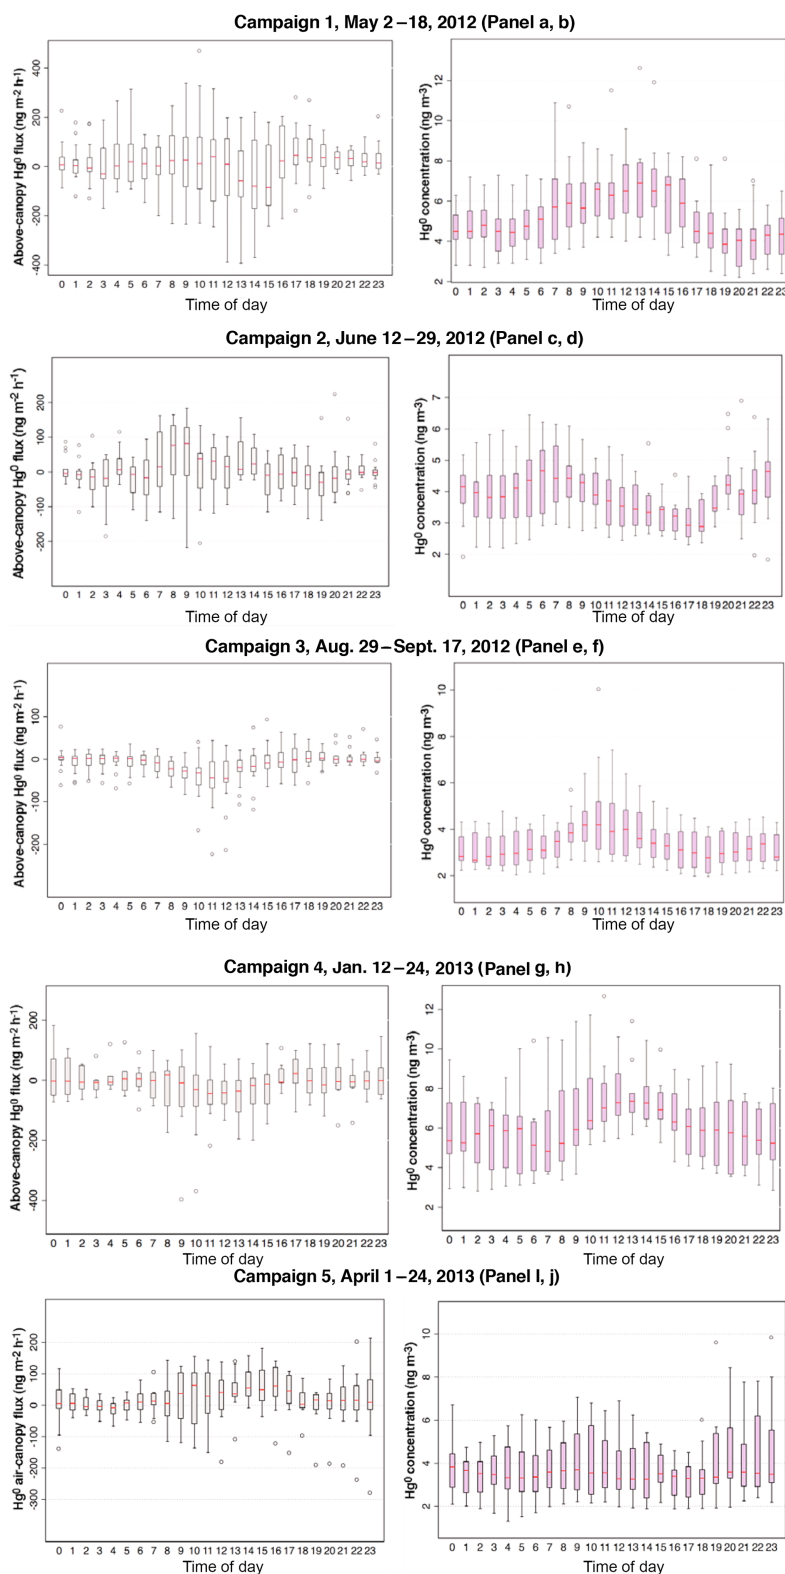 Campaign 1, May 2–18, 2012 (Panel a, b)
Above-canopy Hg⁰ flux (ng m⁻² h⁻¹)
400
200
0
-200
-400
0 1 2 3 4 5 6 7 8 9 10 11 12 13 14 15 16 17 18 19 20 21 22 23
Time of day
Hg⁰ concentration (ng m⁻³)
12
10
8
6
4
2
0 1 2 3 4 5 6 7 8 9 10 11 12 13 14 15 16 17 18 19 20 21 22 23
Time of day
Campaign 2, June 12–29, 2012 (Panel c, d)
Above-canopy Hg⁰ flux (ng m⁻² h⁻¹)
200
100
0
-100
-200
0 1 2 3 4 5 6 7 8 9 10 11 12 13 14 15 16 17 18 19 20 21 22 23
Time of day
Hg⁰ concentration (ng m⁻³)
7
6
5
4
3
2
0 1 2 3 4 5 6 7 8 9 10 11 12 13 14 15 16 17 18 19 20 21 22 23
Time of day
Campaign 3, Aug. 29–Sept. 17, 2012 (Panel e, f)
Above-canopy Hg⁰ flux (ng m⁻² h⁻¹)
100
0
-100
-200
0 1 2 3 4 5 6 7 8 9 10 11 12 13 14 15 16 17 18 19 20 21 22 23
Time of day
Hg⁰ concentration (ng m⁻³)
10
8
6
4
2
0 1 2 3 4 5 6 7 8 9 10 11 12 13 14 15 16 17 18 19 20 21 22 23
Time of day
Campaign 4, Jan. 12–24, 2013 (Panel g, h)
Above-canopy Hg⁰ flux (ng m⁻² h⁻¹)
200
0
-200
-400
0 1 2 3 4 5 6 7 8 9 10 11 12 13 14 15 16 17 18 19 20 21 22 23
Time of day
Hg⁰ concentration (ng m⁻³)
12
10
8
6
4
2
0 1 2 3 4 5 6 7 8 9 10 11 12 13 14 15 16 17 18 19 20 21 22 23
Time of day
Campaign 5, April 1–24, 2013 (Panel I, j)
Hg⁰ air-canopy flux (ng m⁻² h⁻¹)
200
100
0
-100
-300
0 1 2 3 4 5 6 7 8 9 10 11 12 13 14 15 16 17 18 19 20 21 22 23
Time of day
Hg⁰ concentration (ng m⁻³)
10
8
6
4
2
0 1 2 3 4 5 6 7 8 9 10 11 12 13 14 15 16 17 18 19 20 21 22 23
Time of day